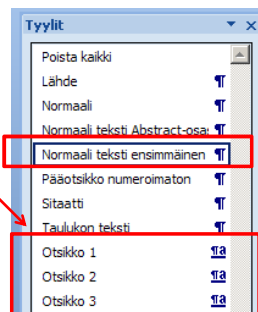 Tyylit
Poista kaikki
Lähde
Normaali
Normaali teksti Abstract-osa
Normaali teksti ensimmäinen
Pääotsikko numeroimaton
Sitaatti
Taulukon teksti
Otsikko 1
Otsikko 2
Otsikko 3